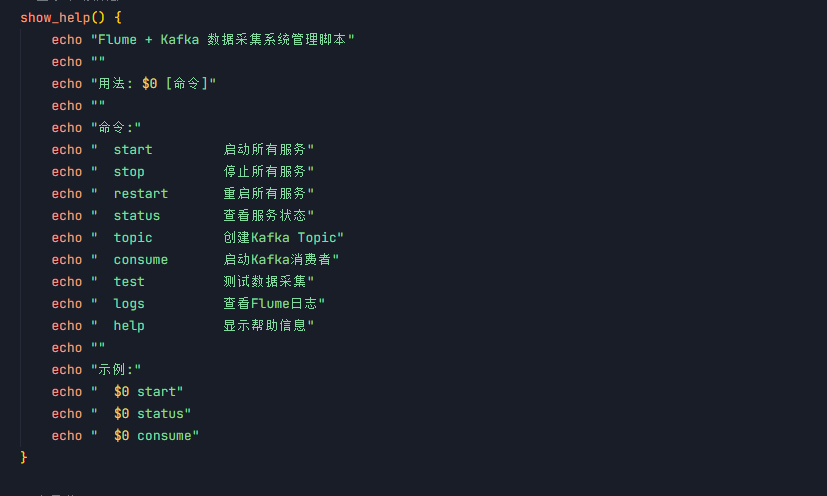 show_help() {
    echo "Flume + Kafka 数据采集系统管理脚本"
    echo ""
    echo "用法: $0 [命令]"
    echo ""
    echo "命令:"
    echo "  start         启动所有服务"
    echo "  stop          停止所有服务"
    echo "  restart       重启所有服务"
    echo "  status        查看服务状态"
    echo "  topic         创建Kafka Topic"
    echo "  consume       启动Kafka消费者"
    echo "  test          测试数据采集"
    echo "  logs          查看Flume日志"
    echo "  help          显示帮助信息"
    echo ""
    echo "示例:"
    echo "  $0 start"
    echo "  $0 status"
    echo "  $0 consume"
}